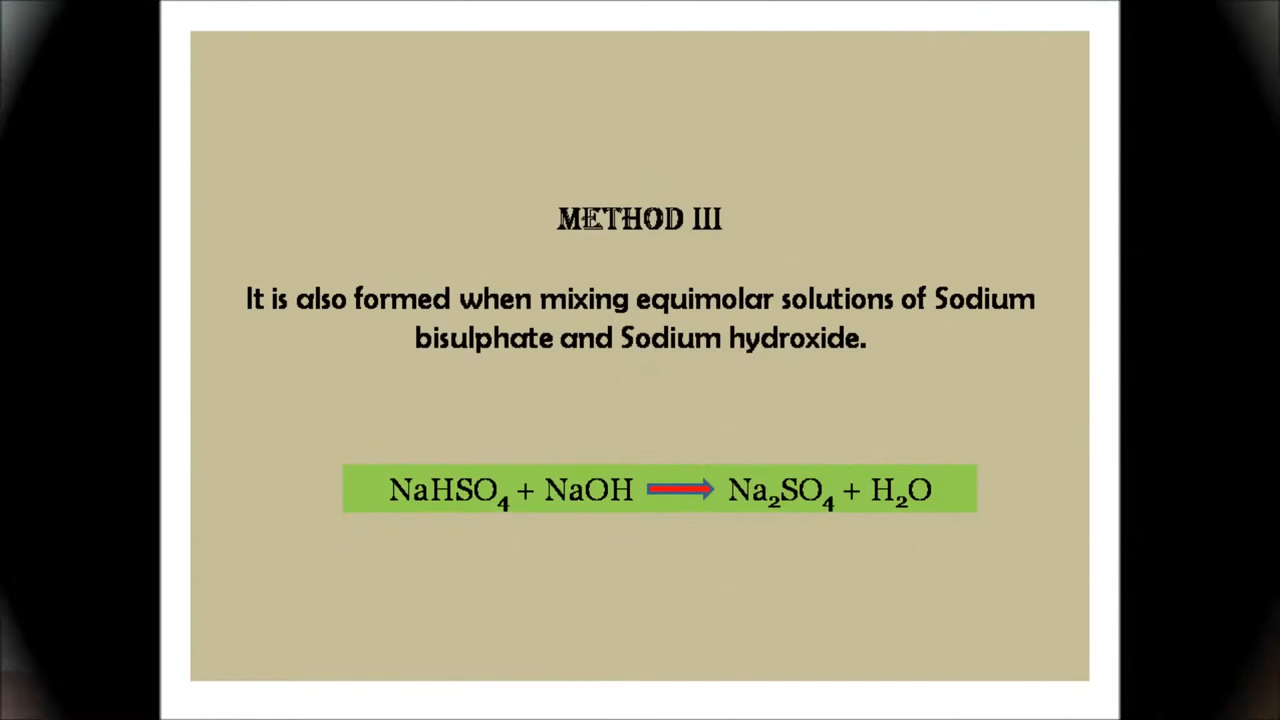 METHOD III
It is also formed when mixing equimolar solutions of Sodium
bisulphate and Sodium hydroxide.
NaHSO₄ + NaOH ➡ Na₂SO₄ + H₂O